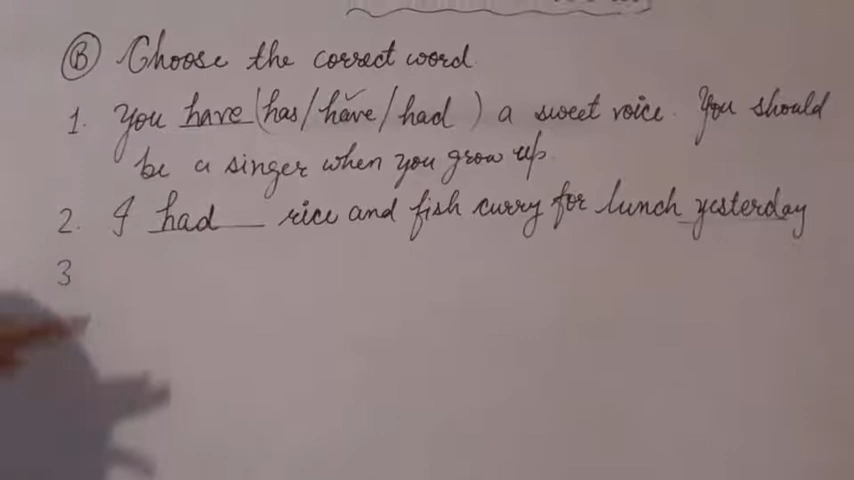 B Choose the correct word.
1. You have (has/have/had) a sweet voice. You should
be a singer when you grow up.
2. I had rice and fish curry for lunch yesterday
3